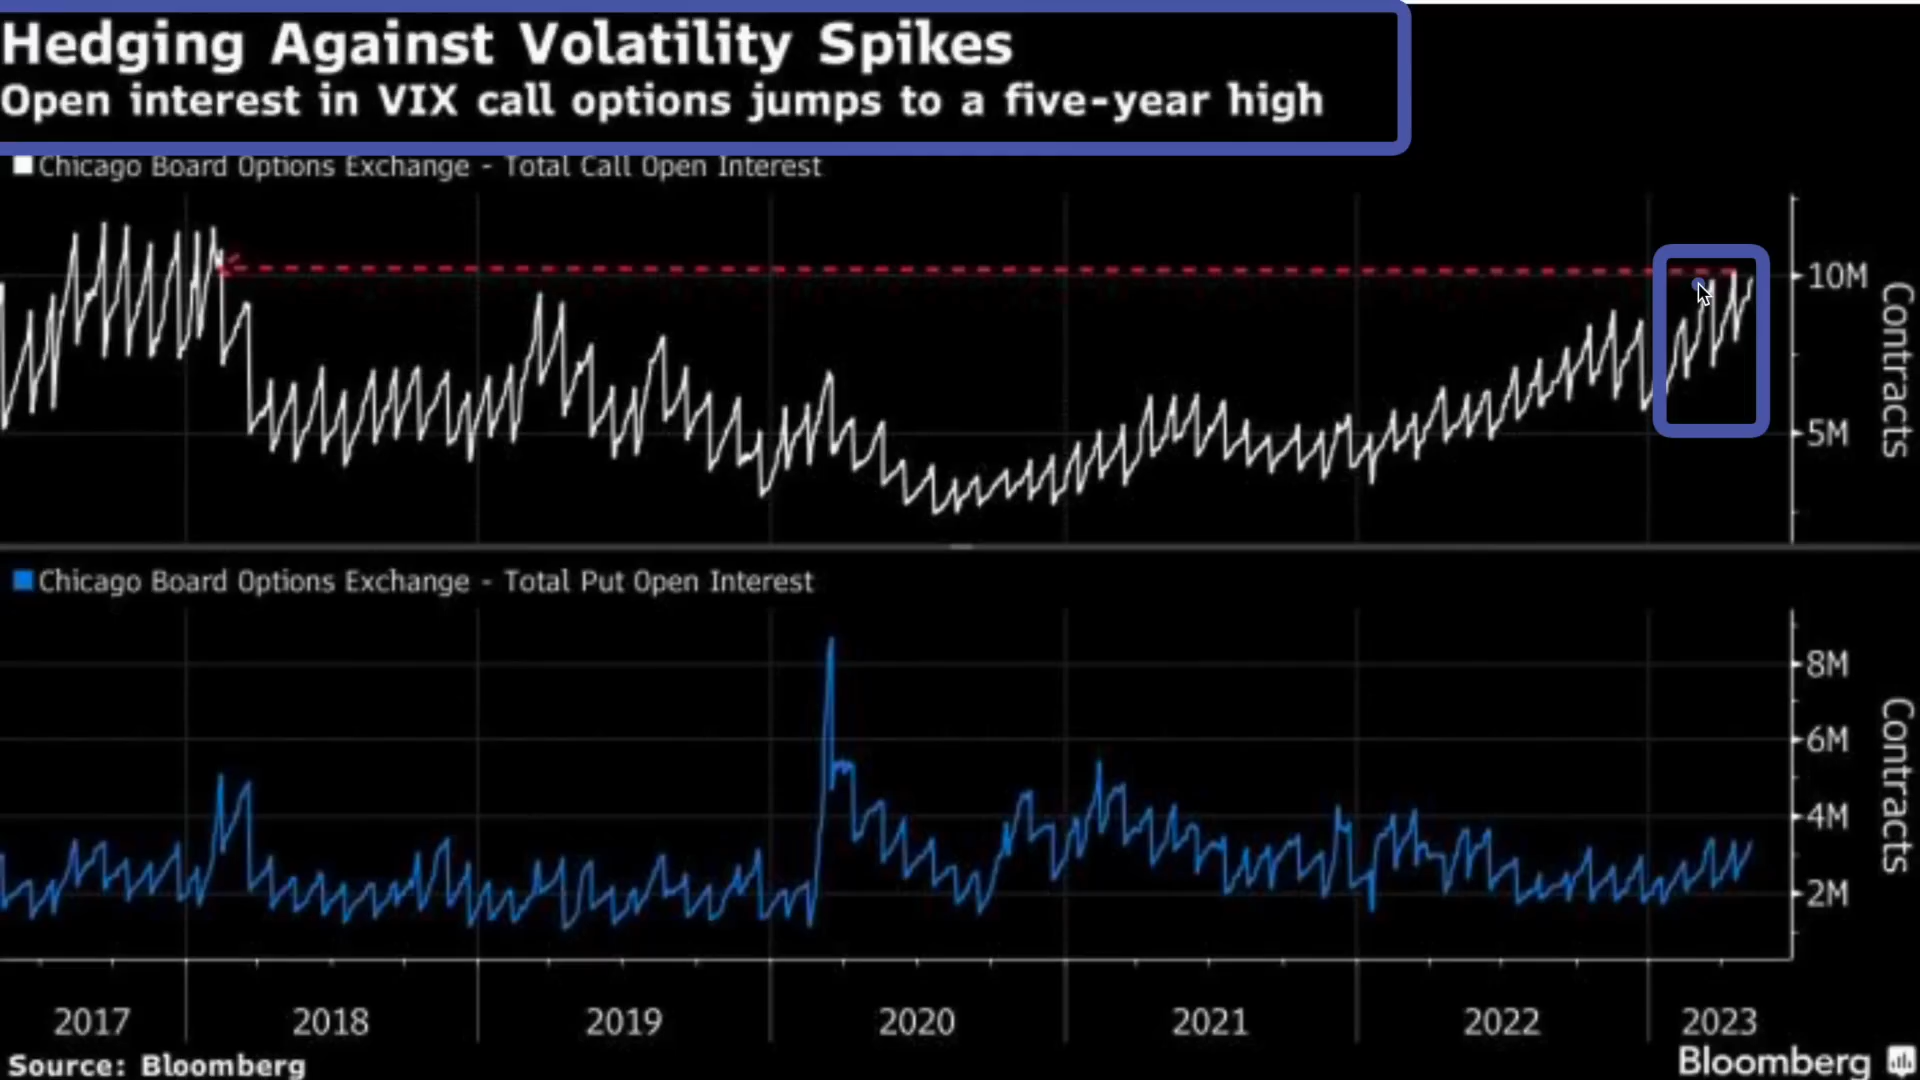 Hedging Against Volatility Spikes
Open interest in VIX call options jumps to a five-year high
Chicago Board Options Exchange - Total Call Open Interest
10M
5M
Contracts
Chicago Board Options Exchange - Total Put Open Interest
8M
6M
4M
2M
Contracts
2017 2018 2019 2020 2021 2022 2023
Source: Bloomberg
Bloomberg